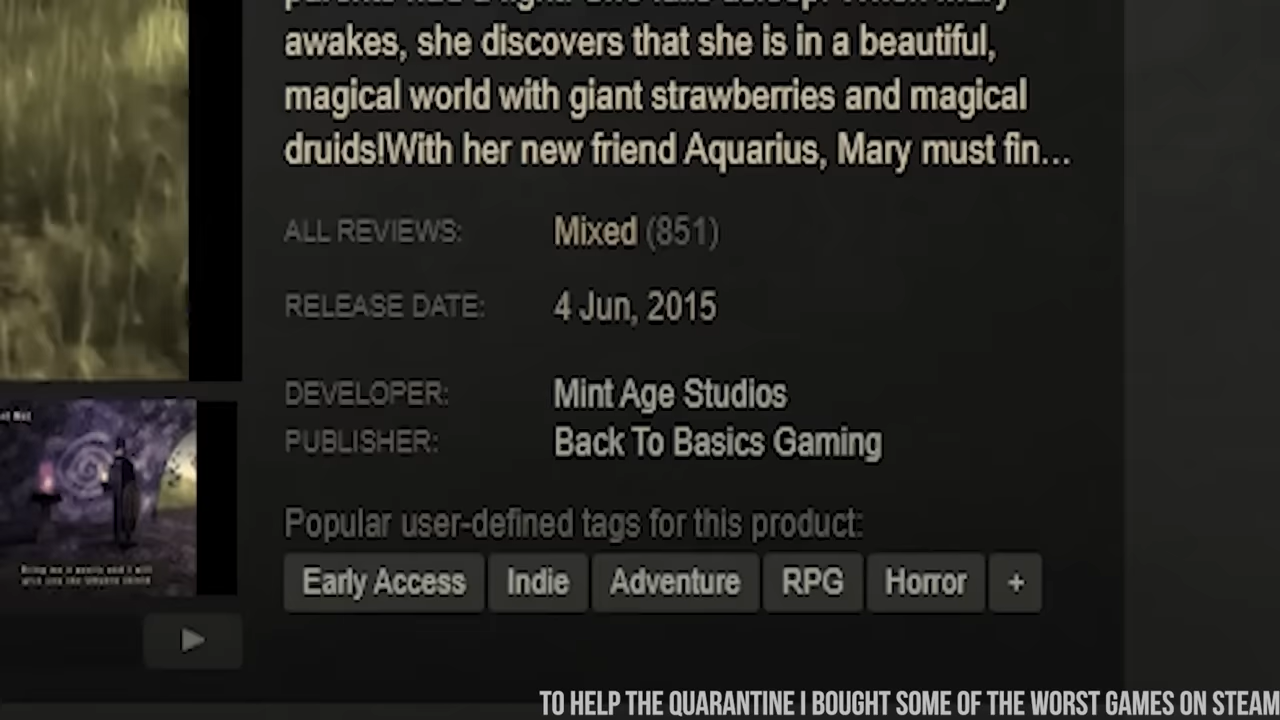 awakes, she discovers that she is in a beautiful,
magical world with giant strawberries and magical
druids!With her new friend Aquarius, Mary must fin...
ALL REVIEWS: Mixed (851)
RELEASE DATE: 4 Jun, 2015
DEVELOPER: Mint Age Studios
PUBLISHER: Back To Basics Gaming
Popular user-defined tags for this product:
Early Access Indie Adventure RPG Horror +
TO HELP THE QUARANTINE I BOUGHT SOME OF THE WORST GAMES ON STEAM